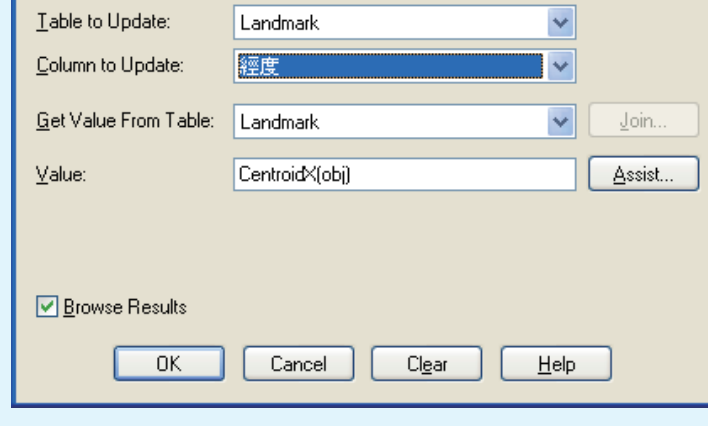 Table to Update: Landmark
Column to Update: 經度
Get Value From Table: Landmark Join...
Value: CentroidX(obj) Assist...
Browse Results
OK Cancel Clear Help